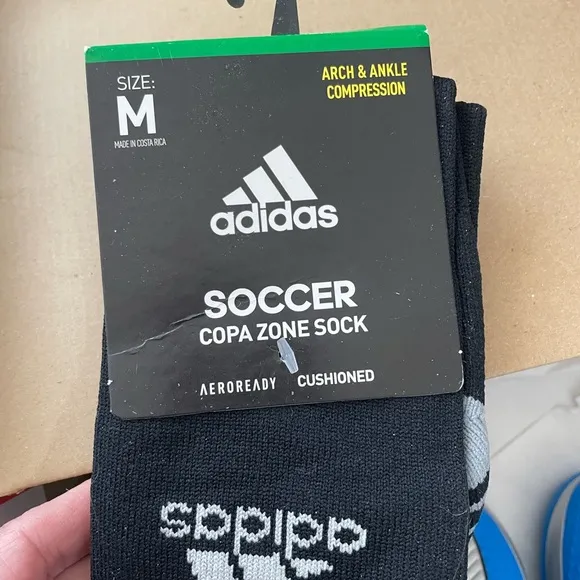 SIZE:
M
MADE IN COSTA RICA
ARCH & ANKLE
COMPRESSION
adidas
SOCCER
COPA ZONE SOCK
AEROREADY CUSHIONED
adidas